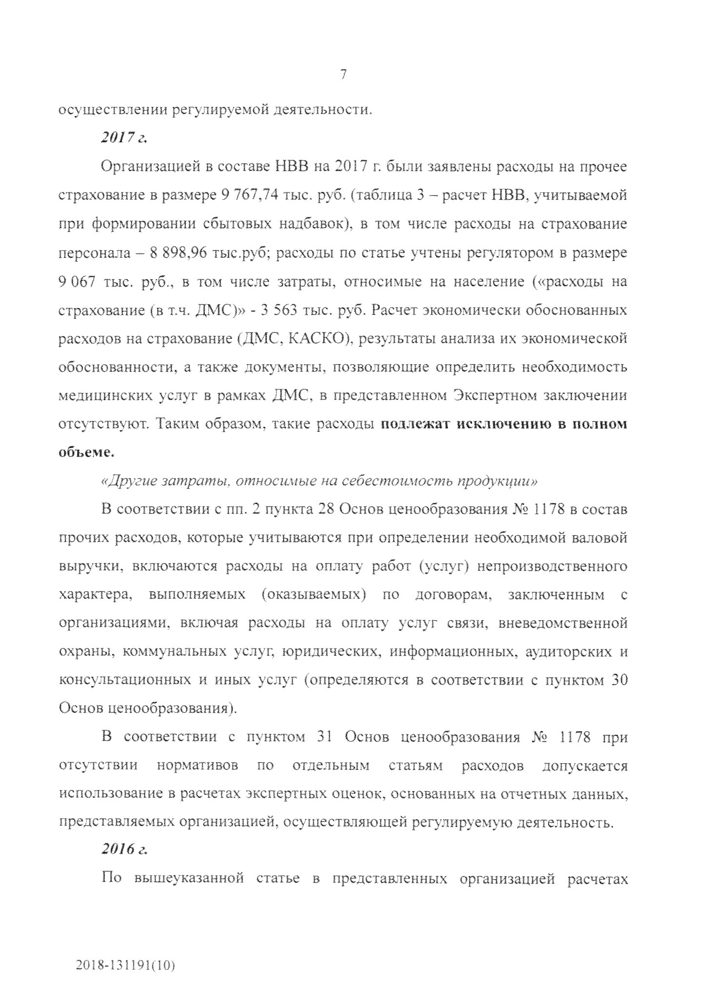 7
осуществлении регулируемой деятельности.
2017 г.
Организацией в составе НВВ на 2017 г. были заявлены расходы на прочее
страхование в размере 9 767,74 тыс. руб. (таблица 3 – расчет НВВ, учитываемой
при формировании сбытовых надбавок), в том числе расходы на страхование
персонала – 8 898,96 тыс.руб; расходы по статье учтены регулятором в размере
9 067 тыс. руб., в том числе затраты, относимые на население («расходы на
страхование (в т.ч. ДМС)» - 3 563 тыс. руб. Расчет экономически обоснованных
расходов на страхование (ДМС, КАСКО), результаты анализа их экономической
обоснованности, а также документы, позволяющие определить необходимость
медицинских услуг в рамках ДМС, в представленном Экспертном заключении
отсутствуют. Таким образом, такие расходы подлежат исключению в полном
объеме.
«Другие затраты, относимые на себестоимость продукции»
В соответствии с пп. 2 пункта 28 Основ ценообразования № 1178 в состав
прочих расходов, которые учитываются при определении необходимой валовой
выручки, включаются расходы на оплату работ (услуг) непроизводственного
характера, выполняемых (оказываемых) по договорам, заключенным с
организациями, включая расходы на оплату услуг связи, вневедомственной
охраны, коммунальных услуг, юридических, информационных, аудиторских и
консультационных и иных услуг (определяются в соответствии с пунктом 30
Основ ценообразования).
В соответствии с пунктом 31 Основ ценообразования № 1178 при
отсутствии нормативов по отдельным статьям расходов допускается
использование в расчетах экспертных оценок, основанных на отчетных данных,
представляемых организацией, осуществляющей регулируемую деятельность.
2016 г.
По вышеуказанной статье в представленных организацией расчетах
2018-131191(10)